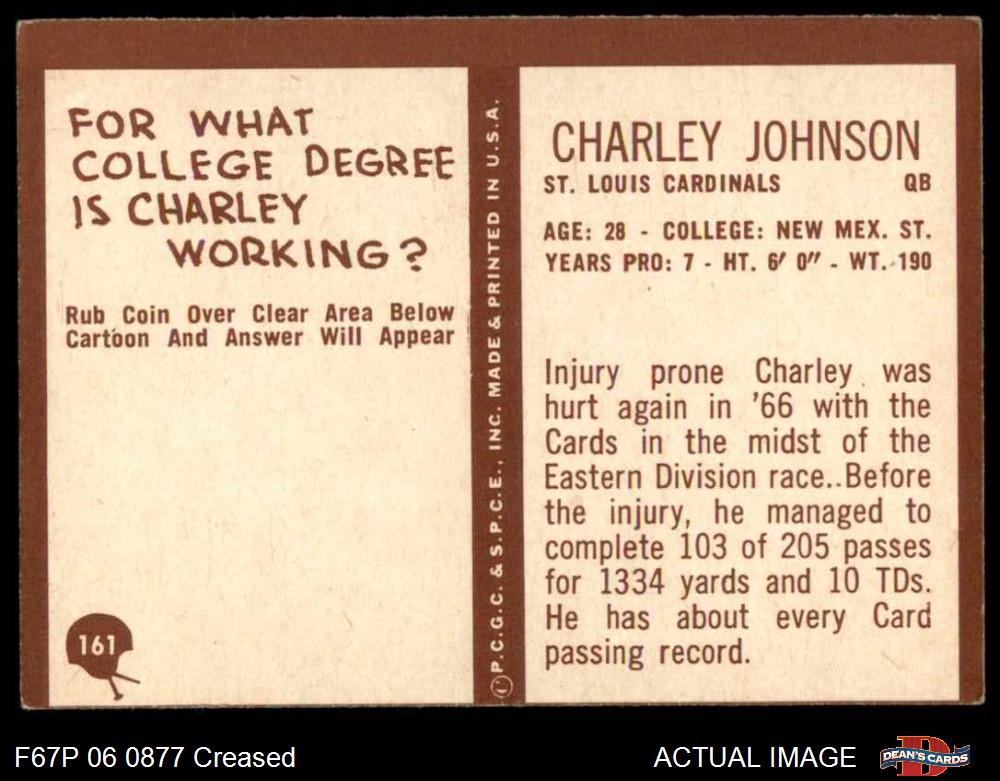 FOR WHAT
COLLEGE DEGREE
IS CHARLEY
WORKING?
Rub Coin Over Clear Area Below
Cartoon And Answer Will Appear
161
©P.C.G.C. & S.P.C.E., INC. MADE & PRINTED IN U.S.A.
CHARLEY JOHNSON
ST. LOUIS CARDINALS QB
AGE: 28 - COLLEGE: NEW MEX. ST.
YEARS PRO: 7 - HT. 6' 0" - WT. 190
Injury prone Charley was
hurt again in '66 with the
Cards in the midst of the
Eastern Division race..Before
the injury, he managed to
complete 103 of 205 passes
for 1334 yards and 10 TDs.
He has about every Card
passing record.
F67P 06 0877 Creased
ACTUAL IMAGE
D
DEAN'S CARDS